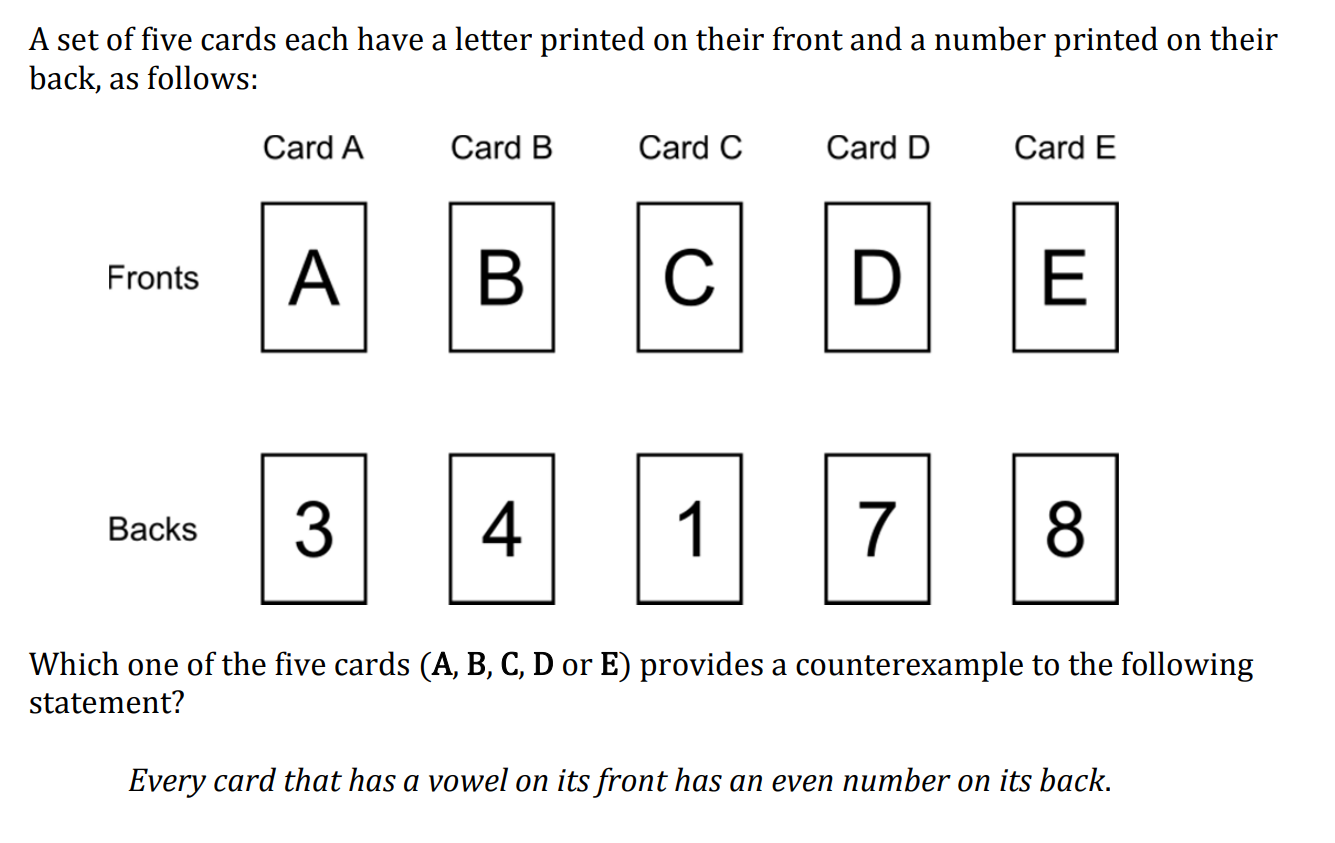 A set of five cards each have a letter printed on their front and a number printed on their
back, as follows:
Card A Card B Card C Card D Card E
Fronts A B C D E
Backs 3 4 1 7 8
Which one of the five cards (A, B, C, D or E) provides a counterexample to the following
statement?
Every card that has a vowel on its front has an even number on its back.